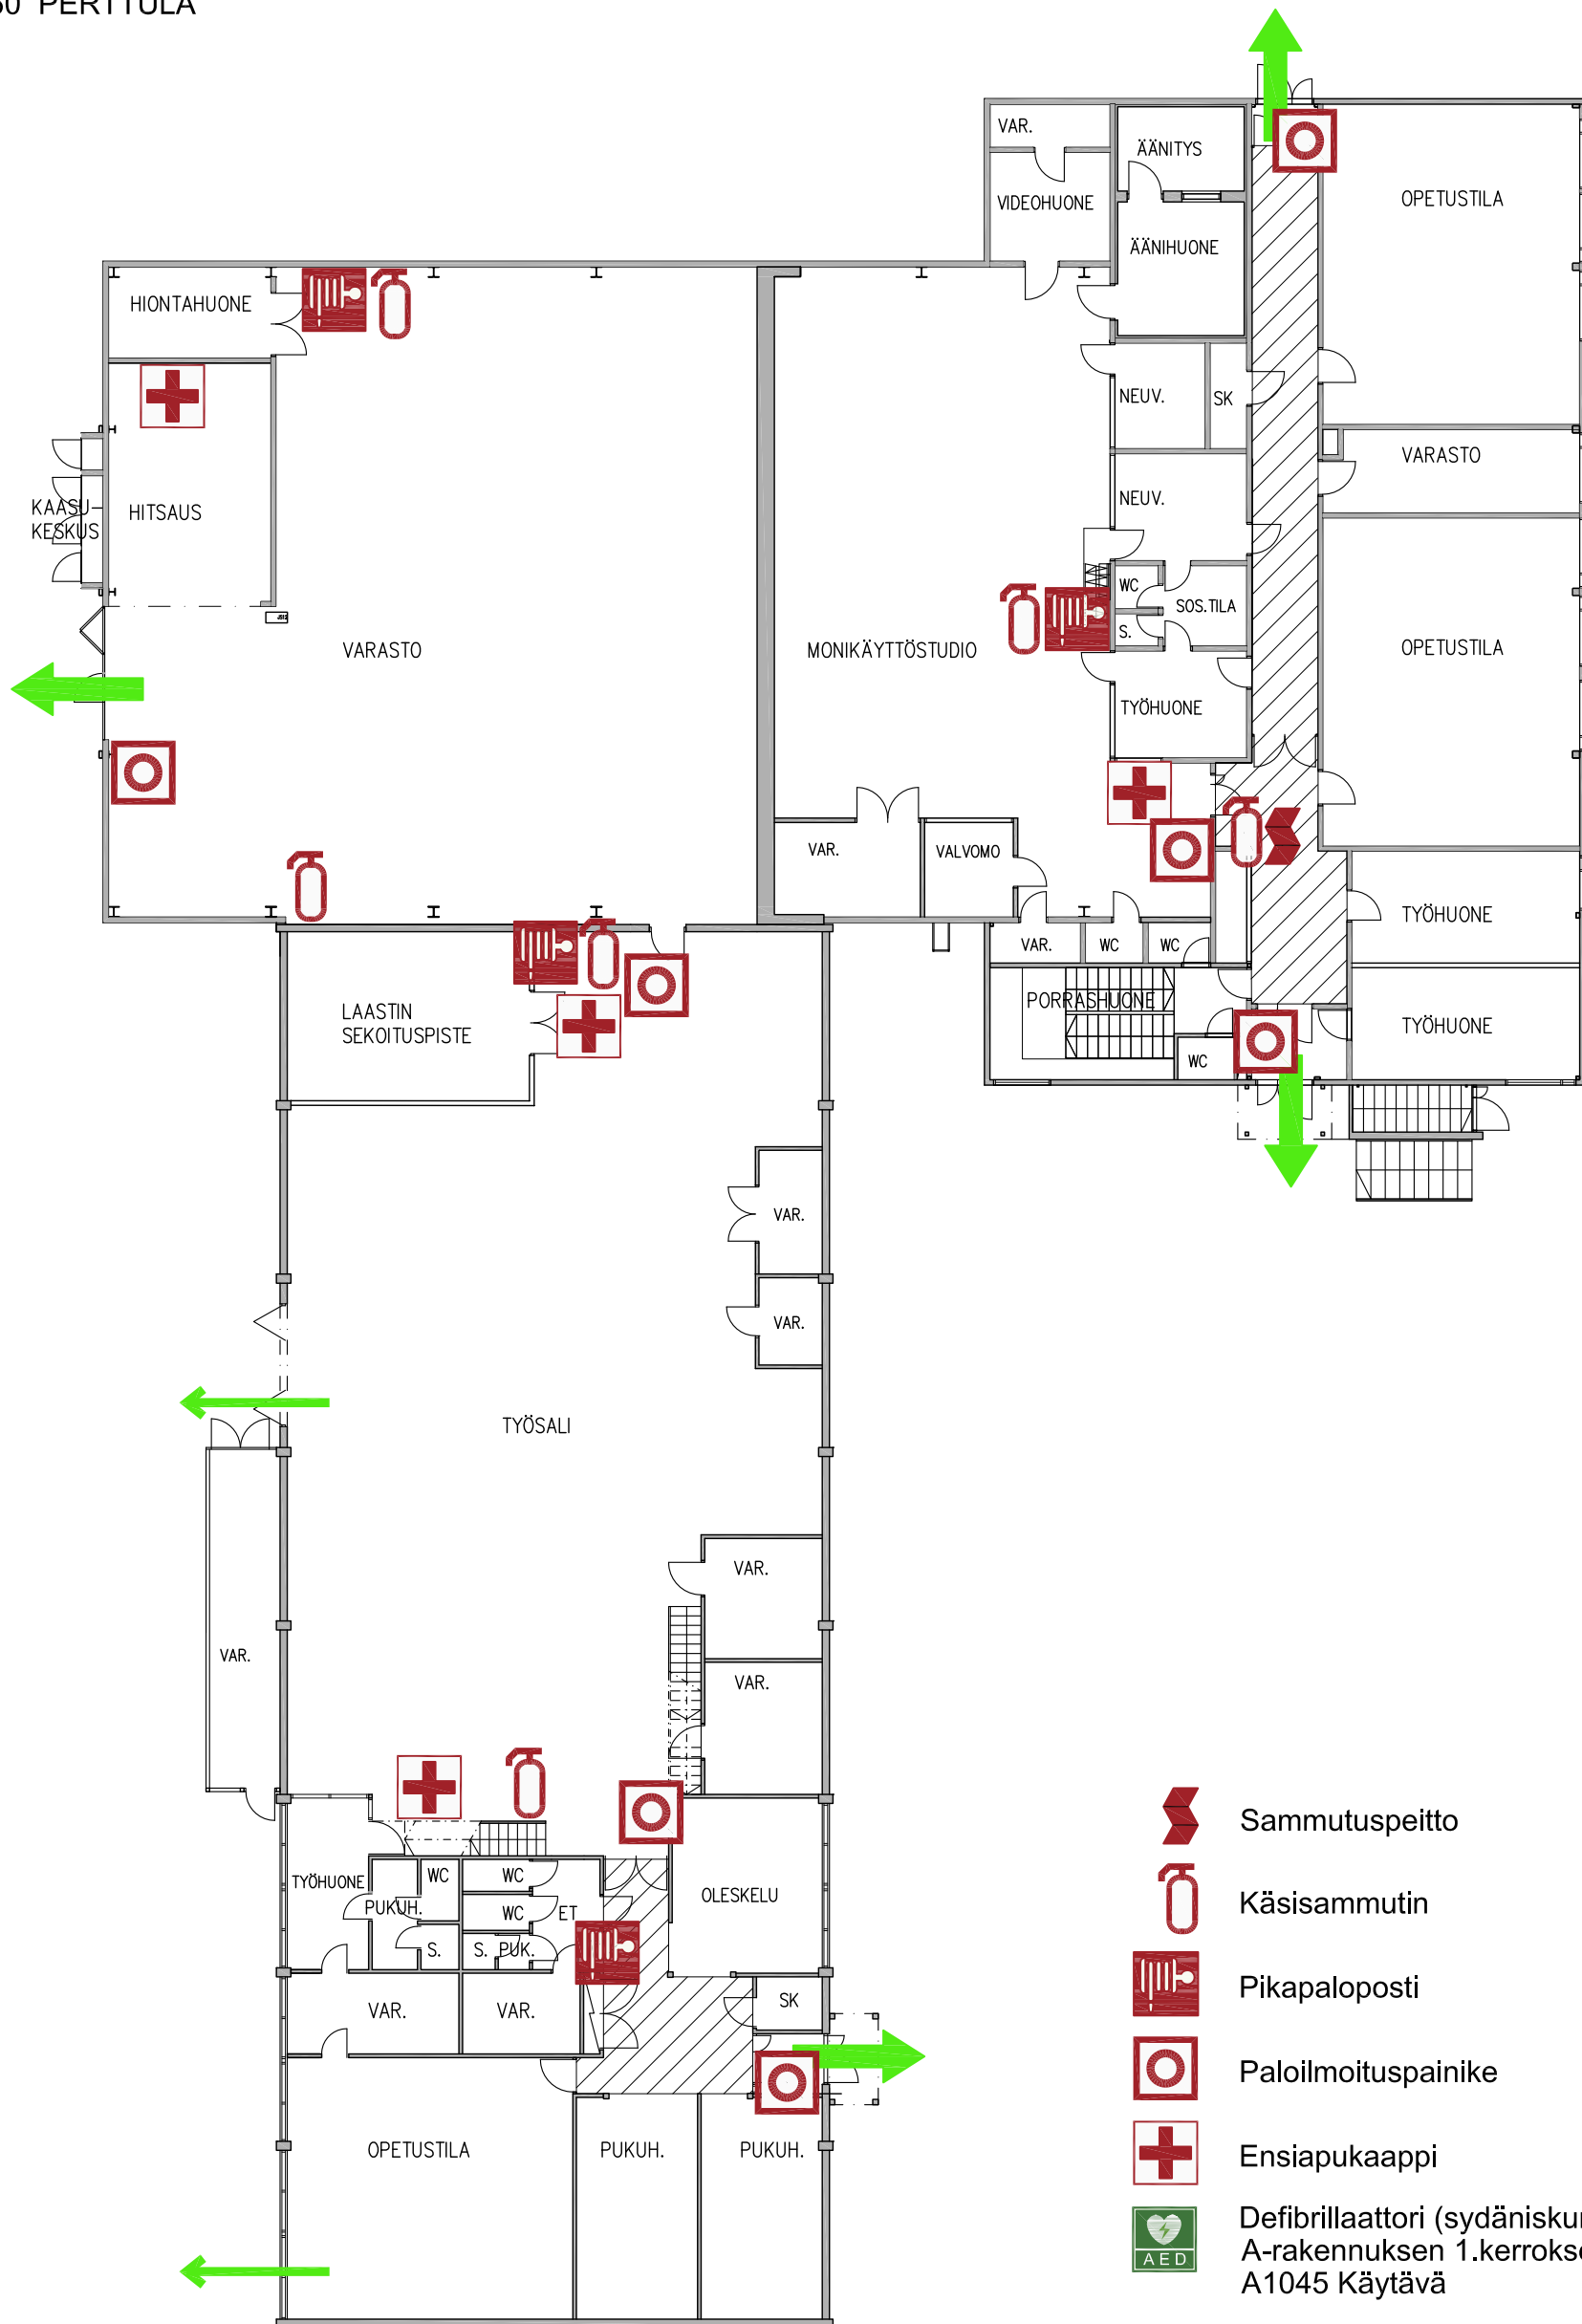 PERTTULA
VAR.
ÄÄNITYS
VIDEOHUONE
OPETUSTILA
ÄÄNIHUONE
HIONTAHUONE
NEUV.
SK
VARASTO
KAASU
KESKUS
HITSAUS
NEUV.
WC
SOS.TILA
S.
VARASTO
MONIKÄYTTÖSTUDIO
OPETUSTILA
TYÖHUONE
VAR.
VALVOMO
TYÖHUONE
VAR.
WC
WC
PORRASHUONE
LAASTIN
SEKOITUSPISTE
TYÖHUONE
WC
VAR.
VAR.
TYÖSALI
VAR.
VAR.
VAR.
TYÖHUONE
PUKUH.
WC
WC
WC
ET
S.
S.
PUK.
OLESKELU
VAR.
VAR.
SK
OPETUSTILA
PUKUH.
PUKUH.
Sammutuspeitto
Käsisammutin
Pikapaloposti
Paloilmoituspainike
Ensiapukaappi
AED
Defibrillaattori
A-rakennuksen
A1045 Käytävä